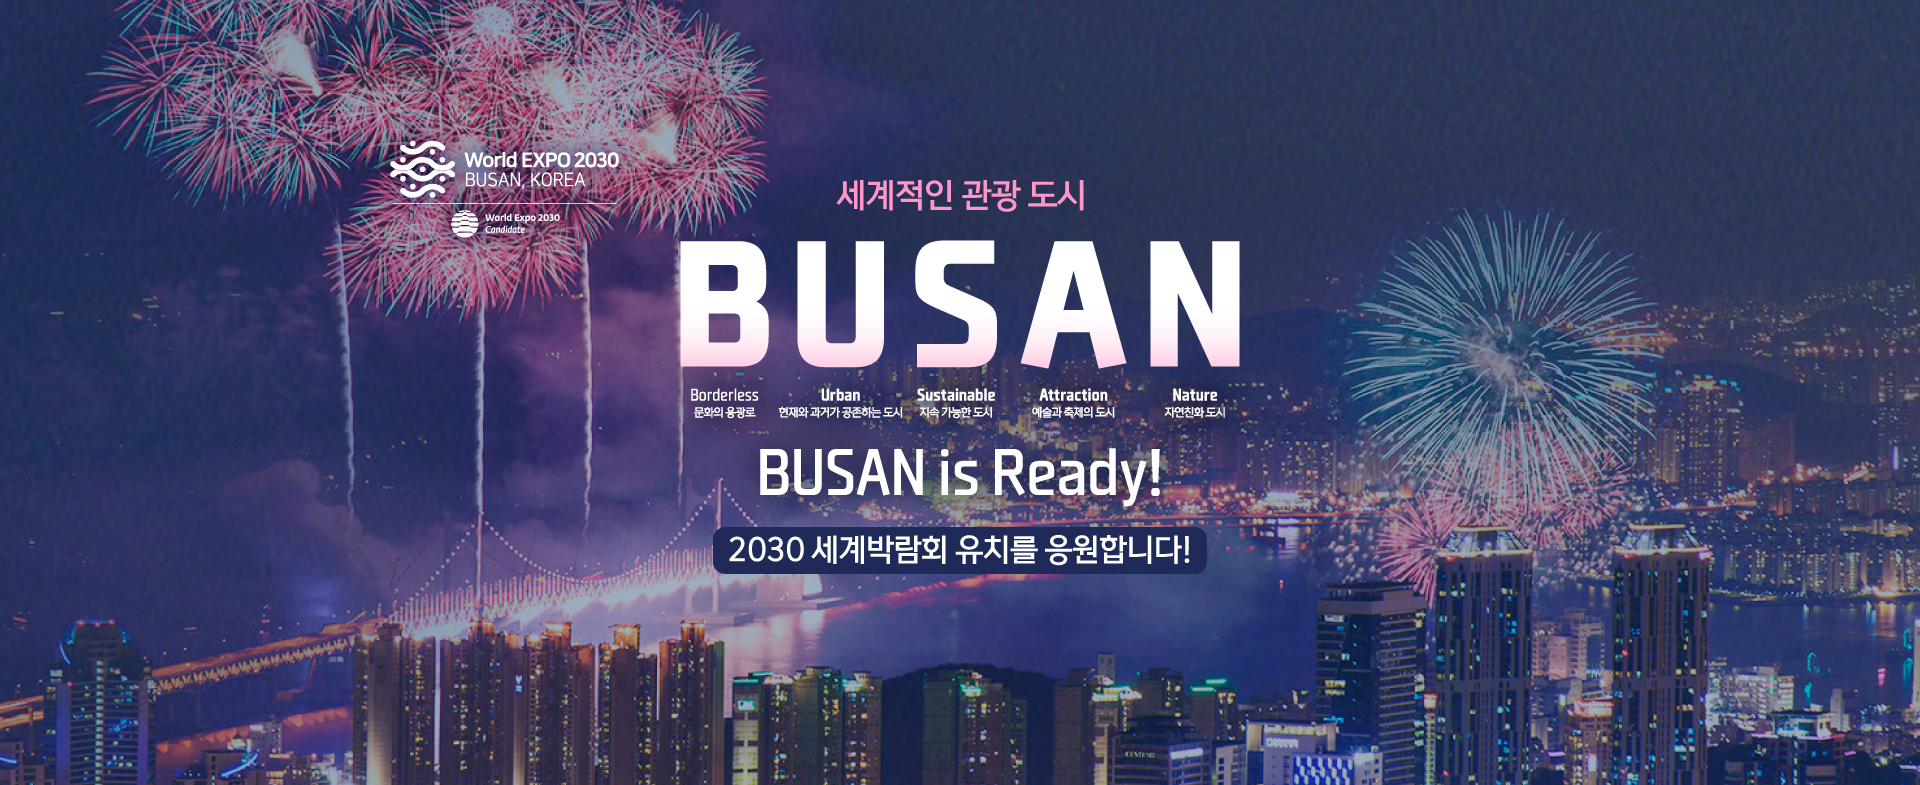 World EXPO 2030
BUSAN, KOREA
World Expo 2030
Candidate
세계적인 관광 도시
BUSAN
Borderless
문화의 용광로
Urban
현재와 과거가 공존하는 도시
Sustainable
지속 가능한 도시
Attraction
예술과 축제의 도시
Nature
자연친화 도시
BUSAN is Ready!
2030 세계박람회 유치를 응원합니다!